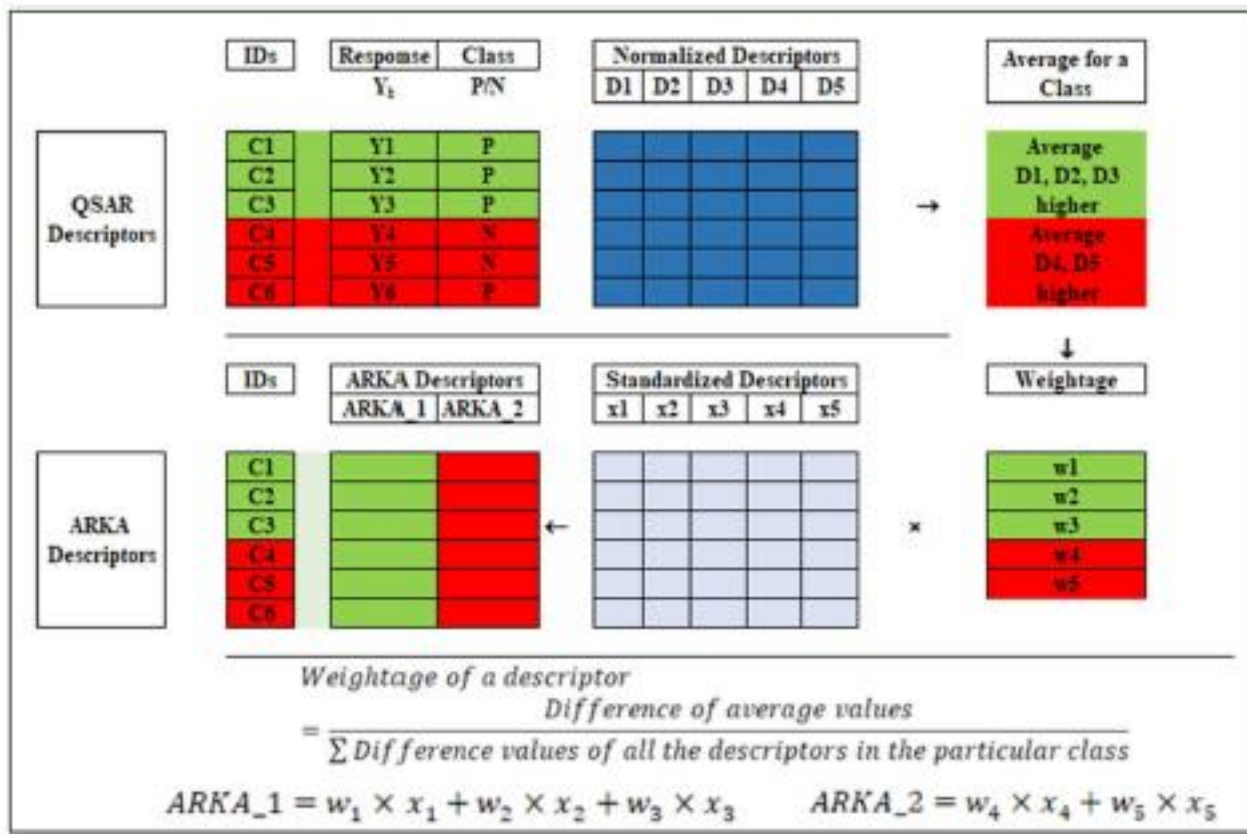 IDs Response Class Normalized Descriptors Average for a
Yt P/N D1 D2 D3 D4 D5 Class
QSAR
Descriptors
C1 Y1 P
C2 Y2 P
C3 Y3 P
C4 Y4 N
C5 Y5 N
C6 Y6 P
→
Average
D1, D2, D3
higher
Average
D4, D5
higher
↓
IDs ARKA Descriptors Standardized Descriptors Weightage
ARKA_1 ARKA_2 x1 x2 x3 x4 x5
ARKA
Descriptors
C1
C2
C3
C4
C5
C6
←
×
w1
w2
w3
w4
w5
Weightage of a descriptor
= Difference of average values
∑ Difference values of all the descriptors in the particular class
ARKA_1 = w₁ × x₁ + w₂ × x₂ + w₃ × x₃ ARKA_2 = w₄ × x₄ + w₅ × x₅